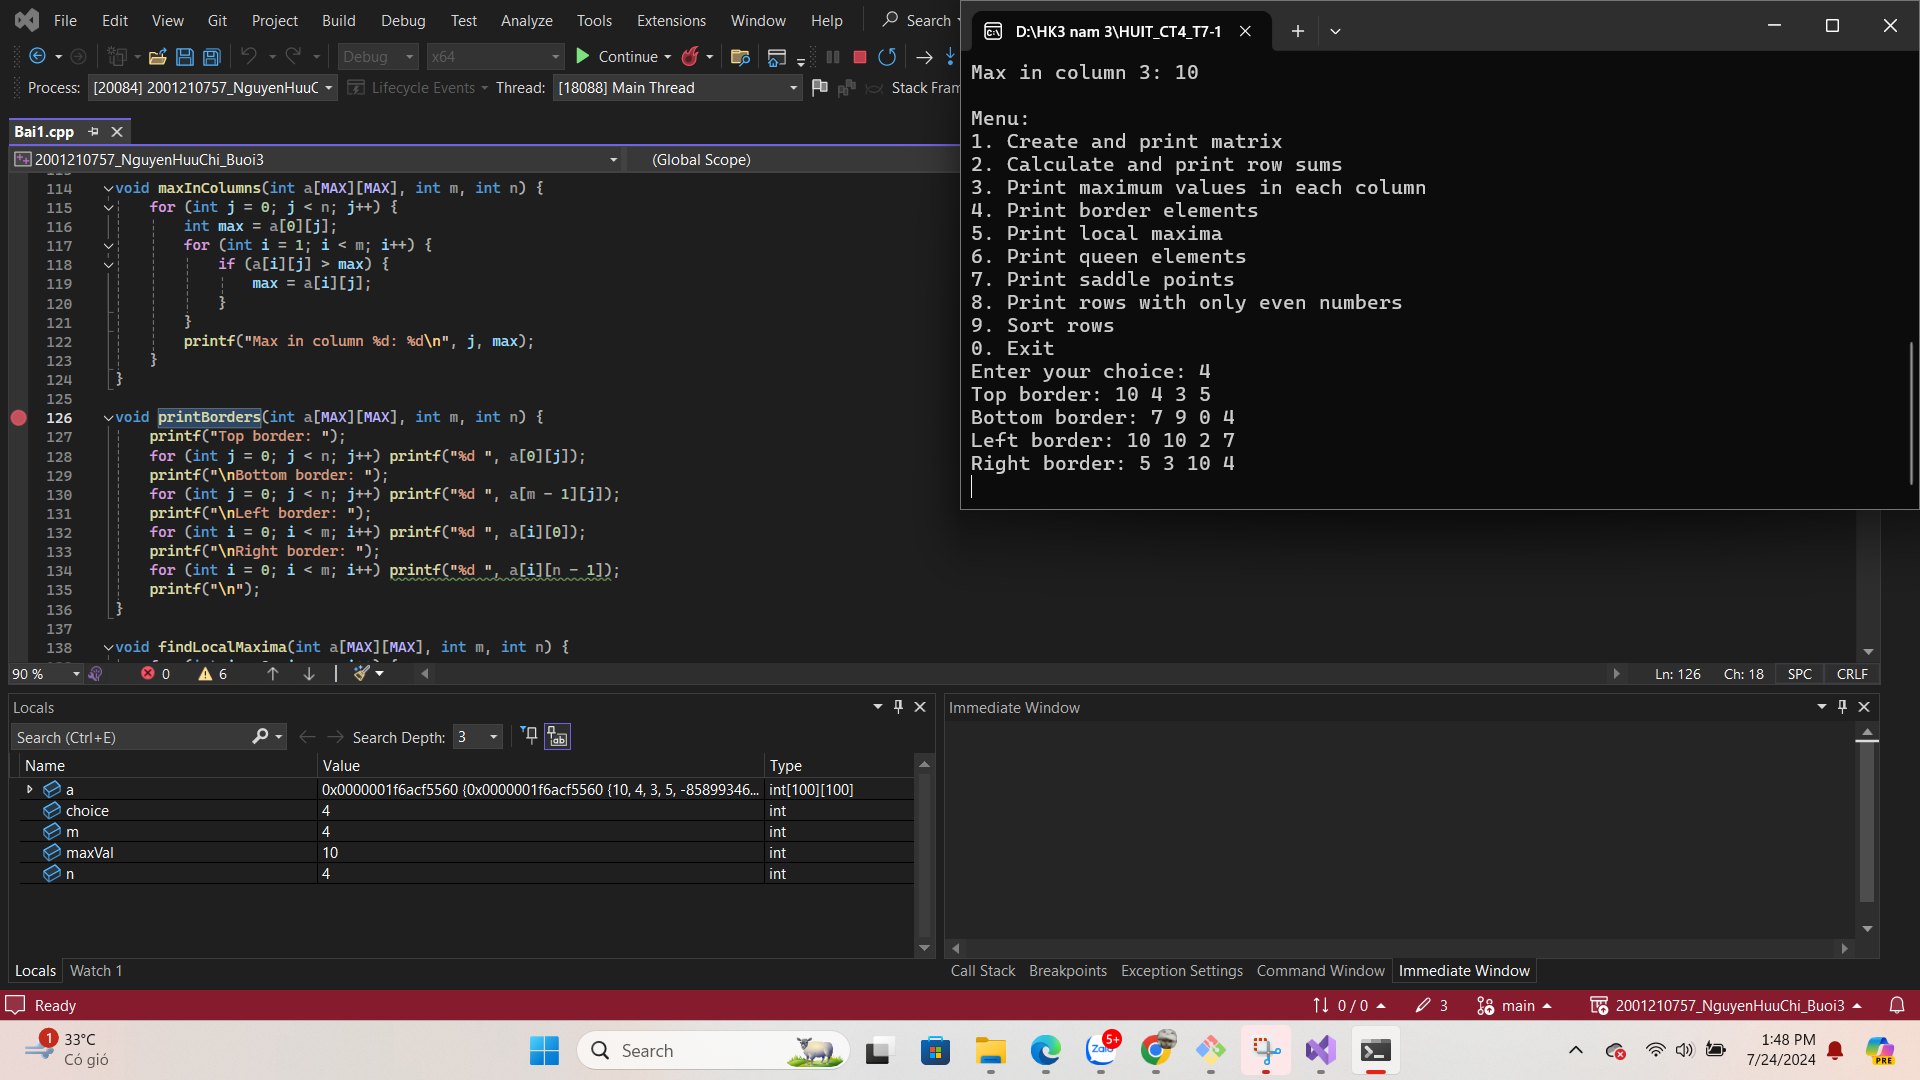 File Edit View Git Project Build Debug Test Analyze Tools Extensions Window Help Search
Debug x64 Continue
Process: [20084] 2001210757_NguyenHuuC Lifecycle Events Thread: [18088] Main Thread Stack Fram
Bai1.cpp
2001210757_NguyenHuuChi_Buoi3 (Global Scope)
114 void maxInColumns(int a[MAX][MAX], int m, int n) {
115 for (int j = 0; j < n; j++) {
116 int max = a[0][j];
117 for (int i = 1; i < m; i++) {
118 if (a[i][j] > max) {
119 max = a[i][j];
120 }
121 }
122 printf("Max in column %d: %d\n", j, max);
123 }
124 }
125
126 void printBorders(int a[MAX][MAX], int m, int n) {
127 printf("Top border: ");
128 for (int j = 0; j < n; j++) printf("%d ", a[0][j]);
129 printf("\nBottom border: ");
130 for (int j = 0; j < n; j++) printf("%d ", a[m - 1][j]);
131 printf("\nLeft border: ");
132 for (int i = 0; i < m; i++) printf("%d ", a[i][0]);
133 printf("\nRight border: ");
134 for (int i = 0; i < m; i++) printf("%d ", a[i][n - 1]);
135 printf("\n");
136 }
137
138 void findLocalMaxima(int a[MAX][MAX], int m, int n) {
90 % 0 6 Ln: 126 Ch: 18 SPC CRLF
D:\HK3 nam 3\HUIT_CT4_T7-1
Max in column 3: 10
Menu:
1. Create and print matrix
2. Calculate and print row sums
3. Print maximum values in each column
4. Print border elements
5. Print local maxima
6. Print queen elements
7. Print saddle points
8. Print rows with only even numbers
9. Sort rows
0. Exit
Enter your choice: 4
Top border: 10 4 3 5
Bottom border: 7 9 0 4
Left border: 10 10 2 7
Right border: 5 3 10 4
Locals
Search (Ctrl+E) Search Depth: 3
Name Value Type
a 0x0000001f6acf5560 {0x0000001f6acf5560 {10, 4, 3, 5, -85899346... int[100][100]
choice 4 int
m 4 int
maxVal 10 int
n 4 int
Locals Watch 1
Immediate Window
Call Stack Breakpoints Exception Settings Command Window Immediate Window
Ready 0 / 0 3 main 2001210757_NguyenHuuChi_Buoi3
1 33°C
Có gió
Search
Zalo 5+
1:48 PM
7/24/2024
PRE